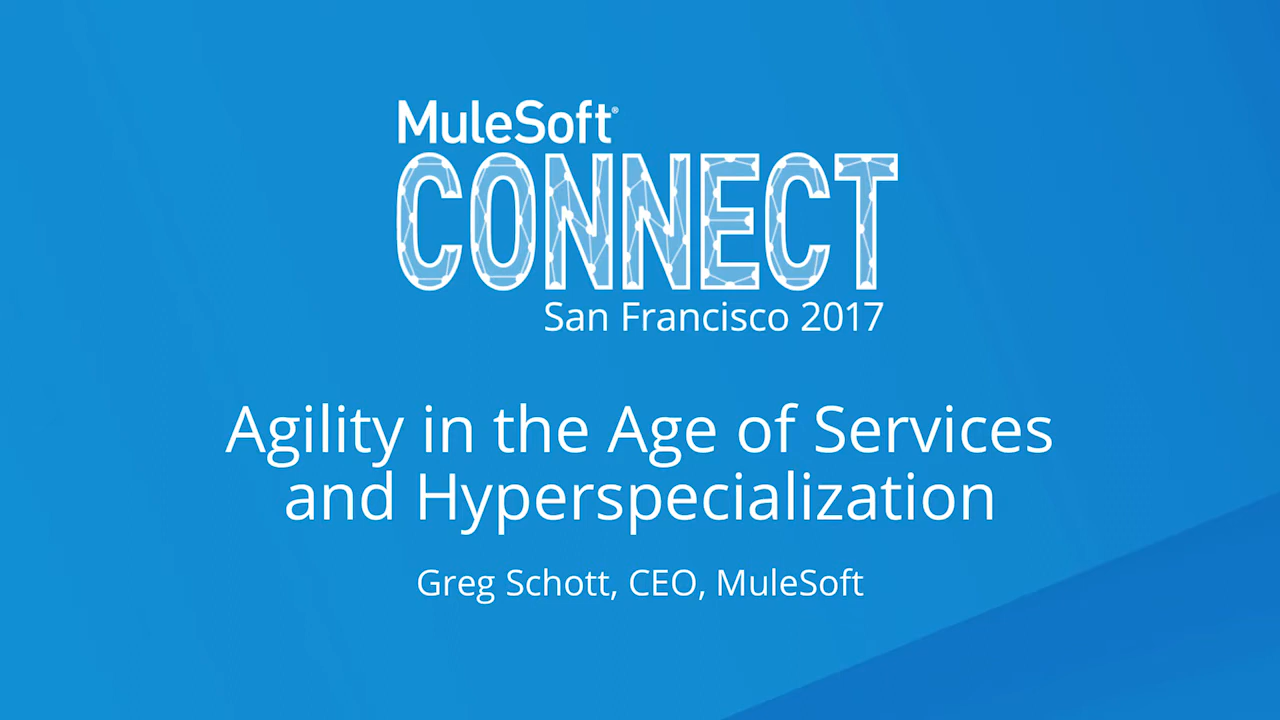 MuleSoft®
CONNECT
San Francisco 2017
Agility in the Age of Services
and Hyperspecialization
Greg Schott, CEO, MuleSoft